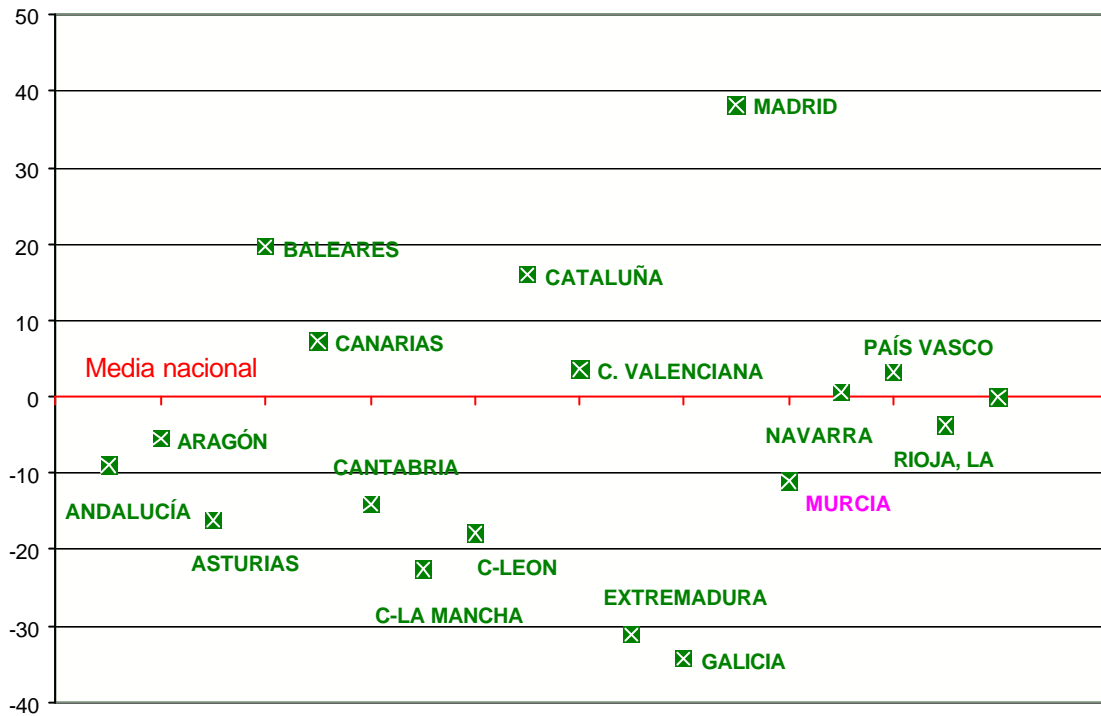 50
40
MADRID
30
20
BALEARES
CATALUÑA
10
CANARIAS
PAÍS VASCO
Media nacional
C. VALENCIANA
0
ARAGÓN
NAVARRA
CANTABRIA
RIOJA, LA
-10
MURCIA
ANDALUCÍA
ASTURIAS
C-LEON
-20
EXTREMADURA
C-LA MANCHA
-30
GALICIA
-40